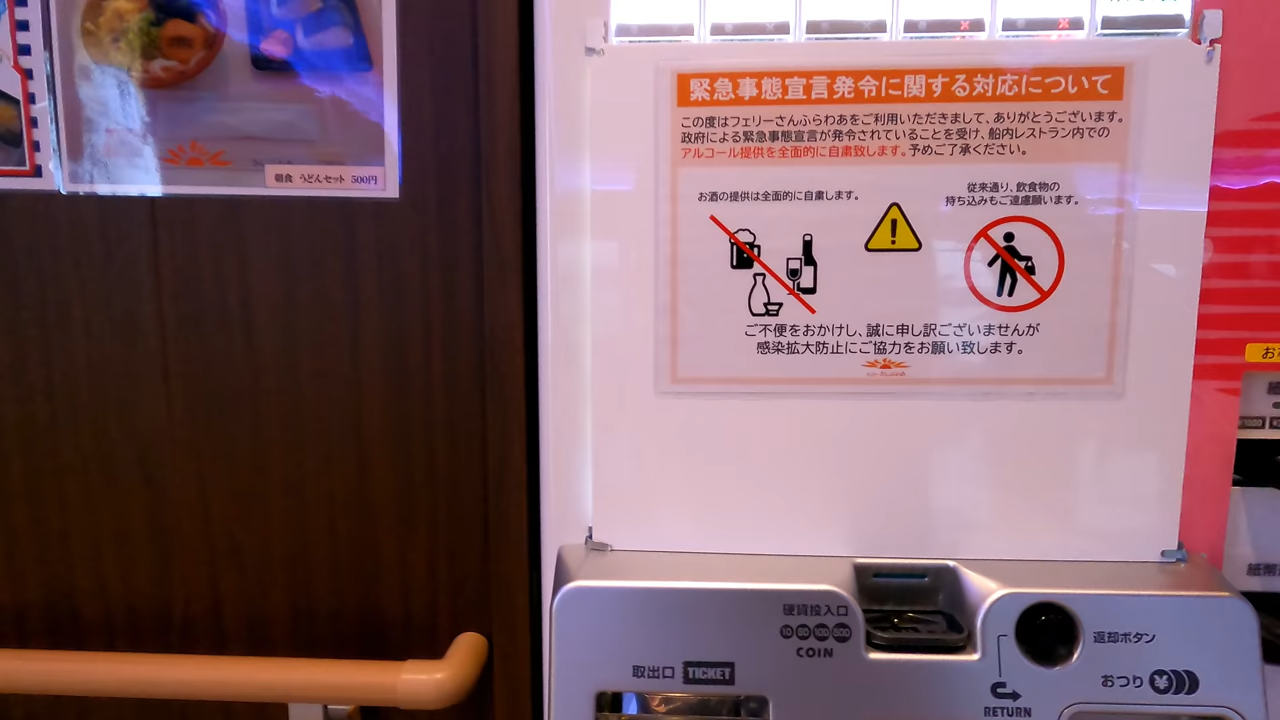 朝食 うどんセット 500円
緊急事態宣言発令に関する対応について
この度はフェリーさんふらわあをご利用いただきまして、ありがとうございます。
政府による緊急事態宣言が発令されていることを受け、船内レストラン内での
アルコール提供を全面的に自粛致します。予めご了承ください。
お酒の提供は全面的に自粛します。
従来通り、飲食物の
持ち込みもご遠慮願います。
ご不便をおかけし、誠に申し訳ございませんが
感染拡大防止にご協力をお願い致します。
硬貨投入口
10 50 100 500
COIN
取出口 TICKET
返却ボタン
おつり ¥
RETURN
紙幣